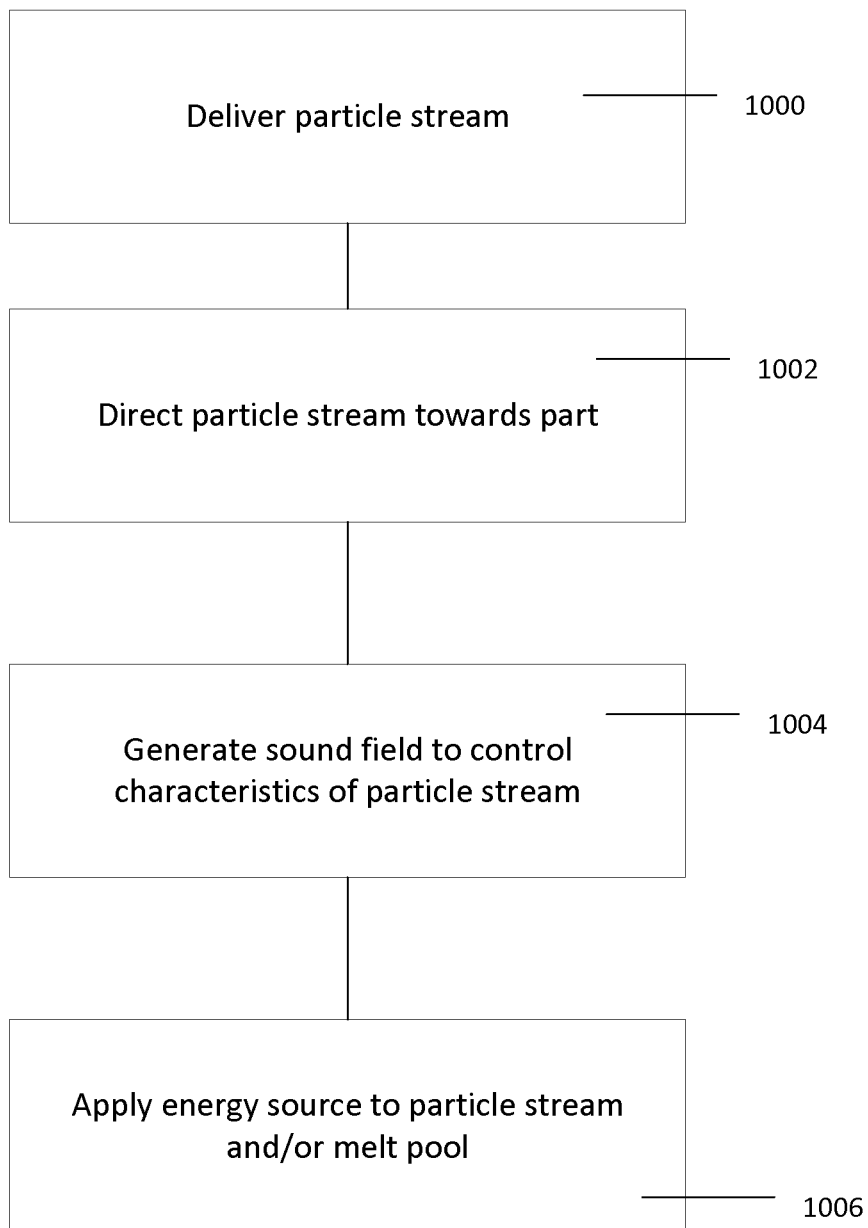 Deliver particle stream
1000
Direct particle stream towards part
1002
Generate sound field to control
characteristics of particle stream
1004
Apply energy source to particle stream
and/or melt pool
1006